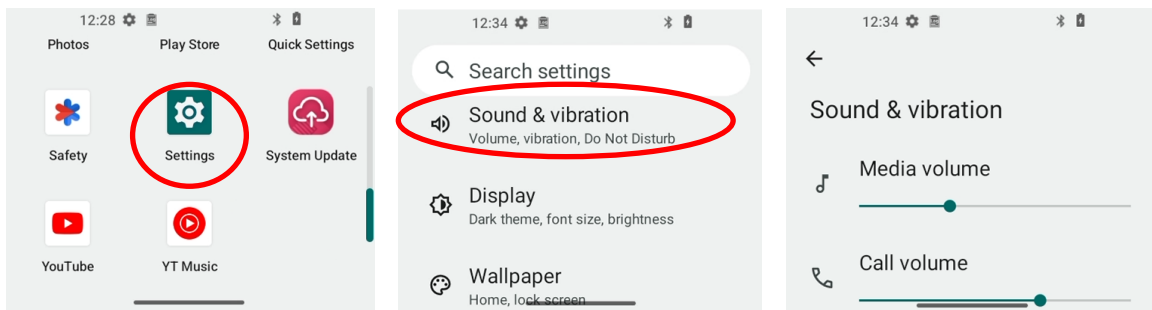 12:28
Photos Play Store Quick Settings
Safety Settings System Update
YouTube YT Music
12:34
Search settings
Sound & vibration
Volume, vibration, Do Not Disturb
Display
Dark theme, font size, brightness
Wallpaper
Home, lock screen
12:34
Sound & vibration
Media volume
Call volume